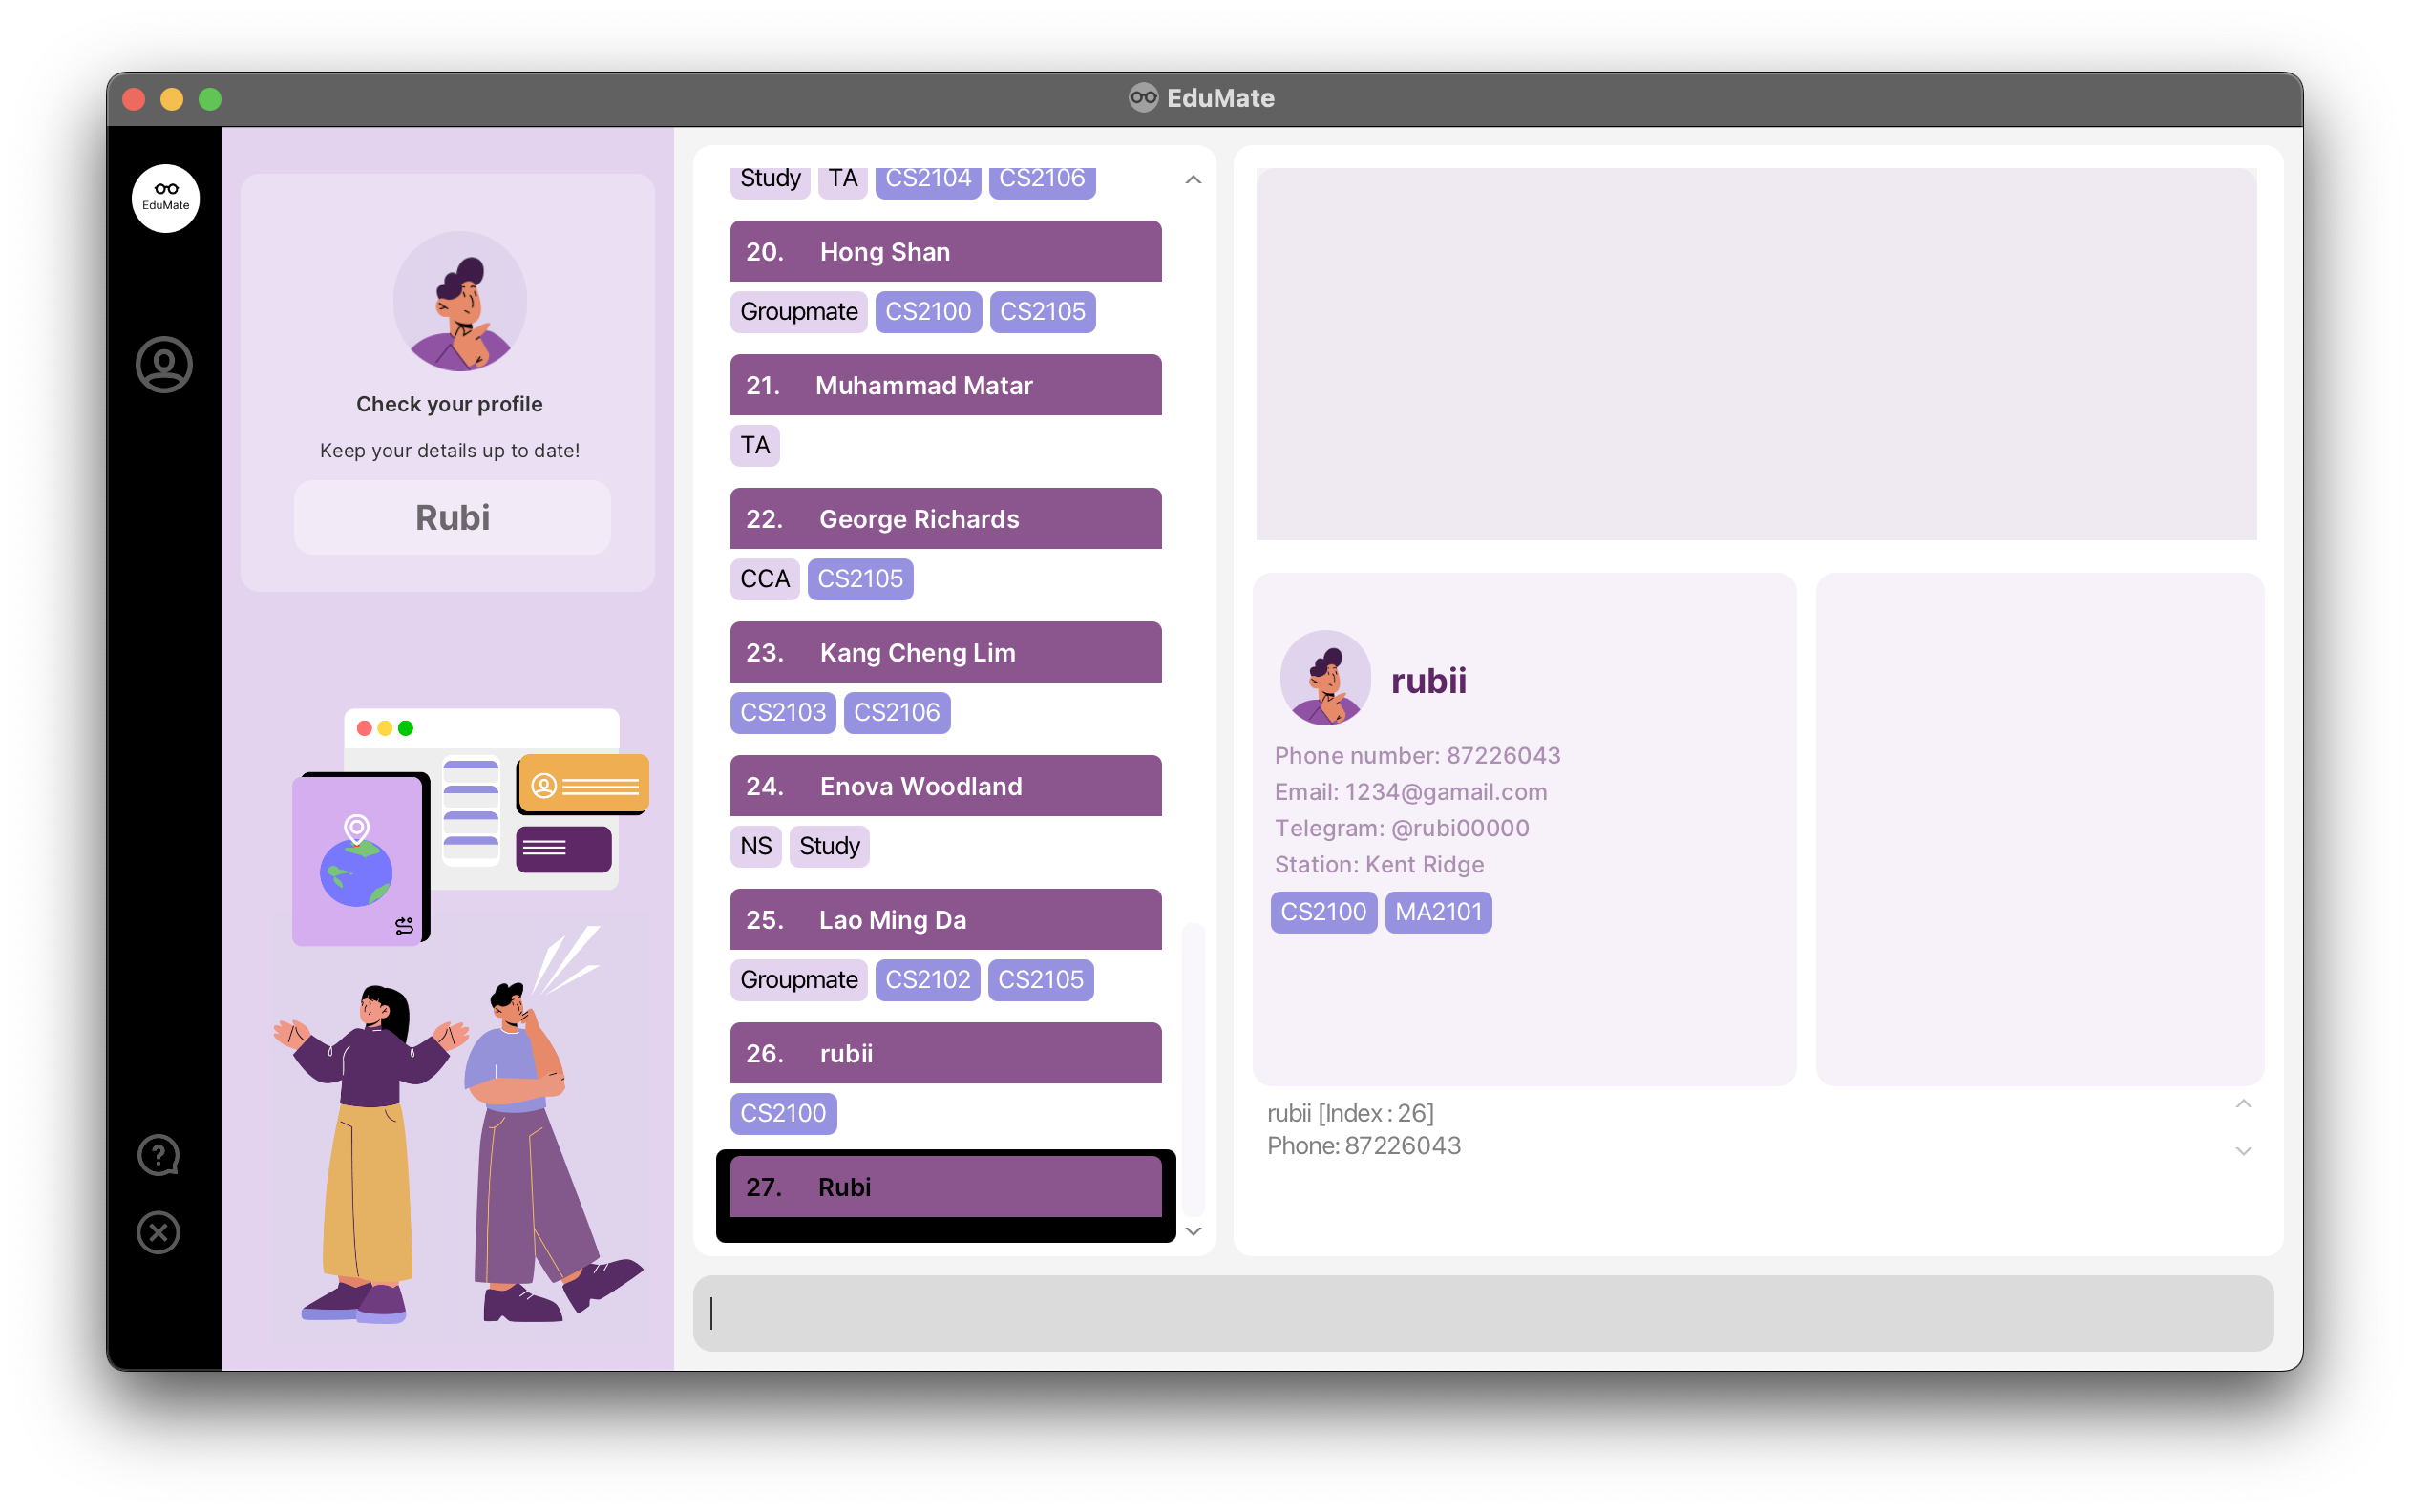 EduMate
EduMate
Check your profile
Keep your details up to date!
Rubi
Study TA CS2104 CS2106
20. Hong Shan
Groupmate CS2100 CS2105
21. Muhammad Matar
TA
22. George Richards
CCA CS2105
23. Kang Cheng Lim
CS2103 CS2106
24. Enova Woodland
NS Study
25. Lao Ming Da
Groupmate CS2102 CS2105
26. rubii
CS2100
27. Rubi
rubii
Phone number: 87226043
Email: 1234@gamail.com
Telegram: @rubi00000
Station: Kent Ridge
CS2100 MA2101
rubii [Index : 26]
Phone: 87226043